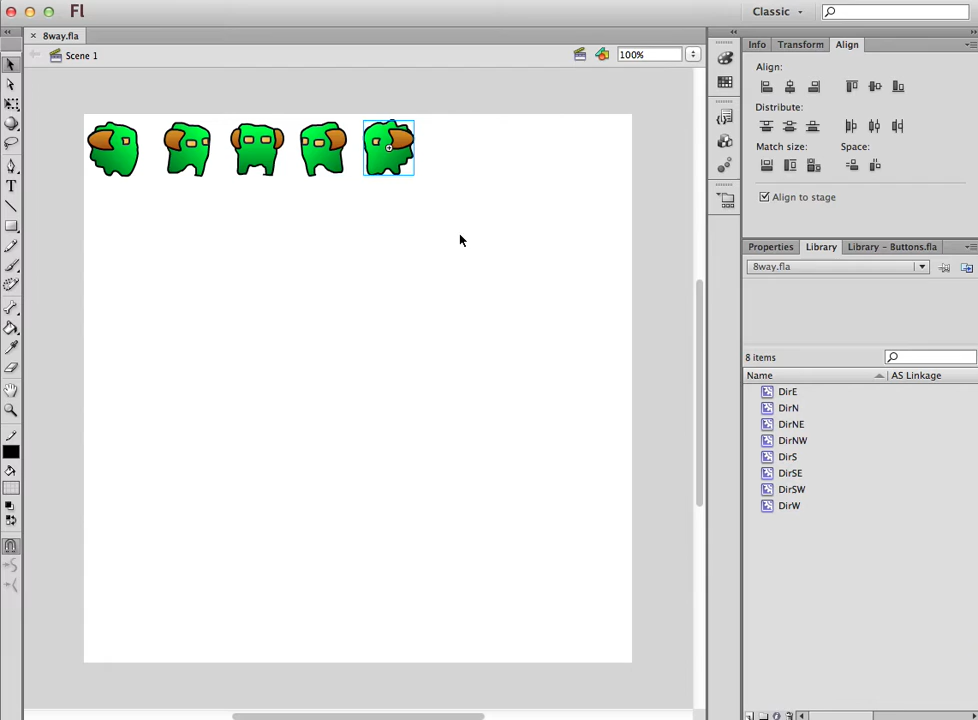 Fl
Classic
8way.fla
Scene 1
100%
Info Transform Align
Align:
Distribute:
Match size: Space:
Align to stage
Properties Library Library - Buttons.fla
8way.fla
8 items
Name AS Linkage
DirE
DirN
DirNE
DirNW
DirS
DirSE
DirSW
DirW
T